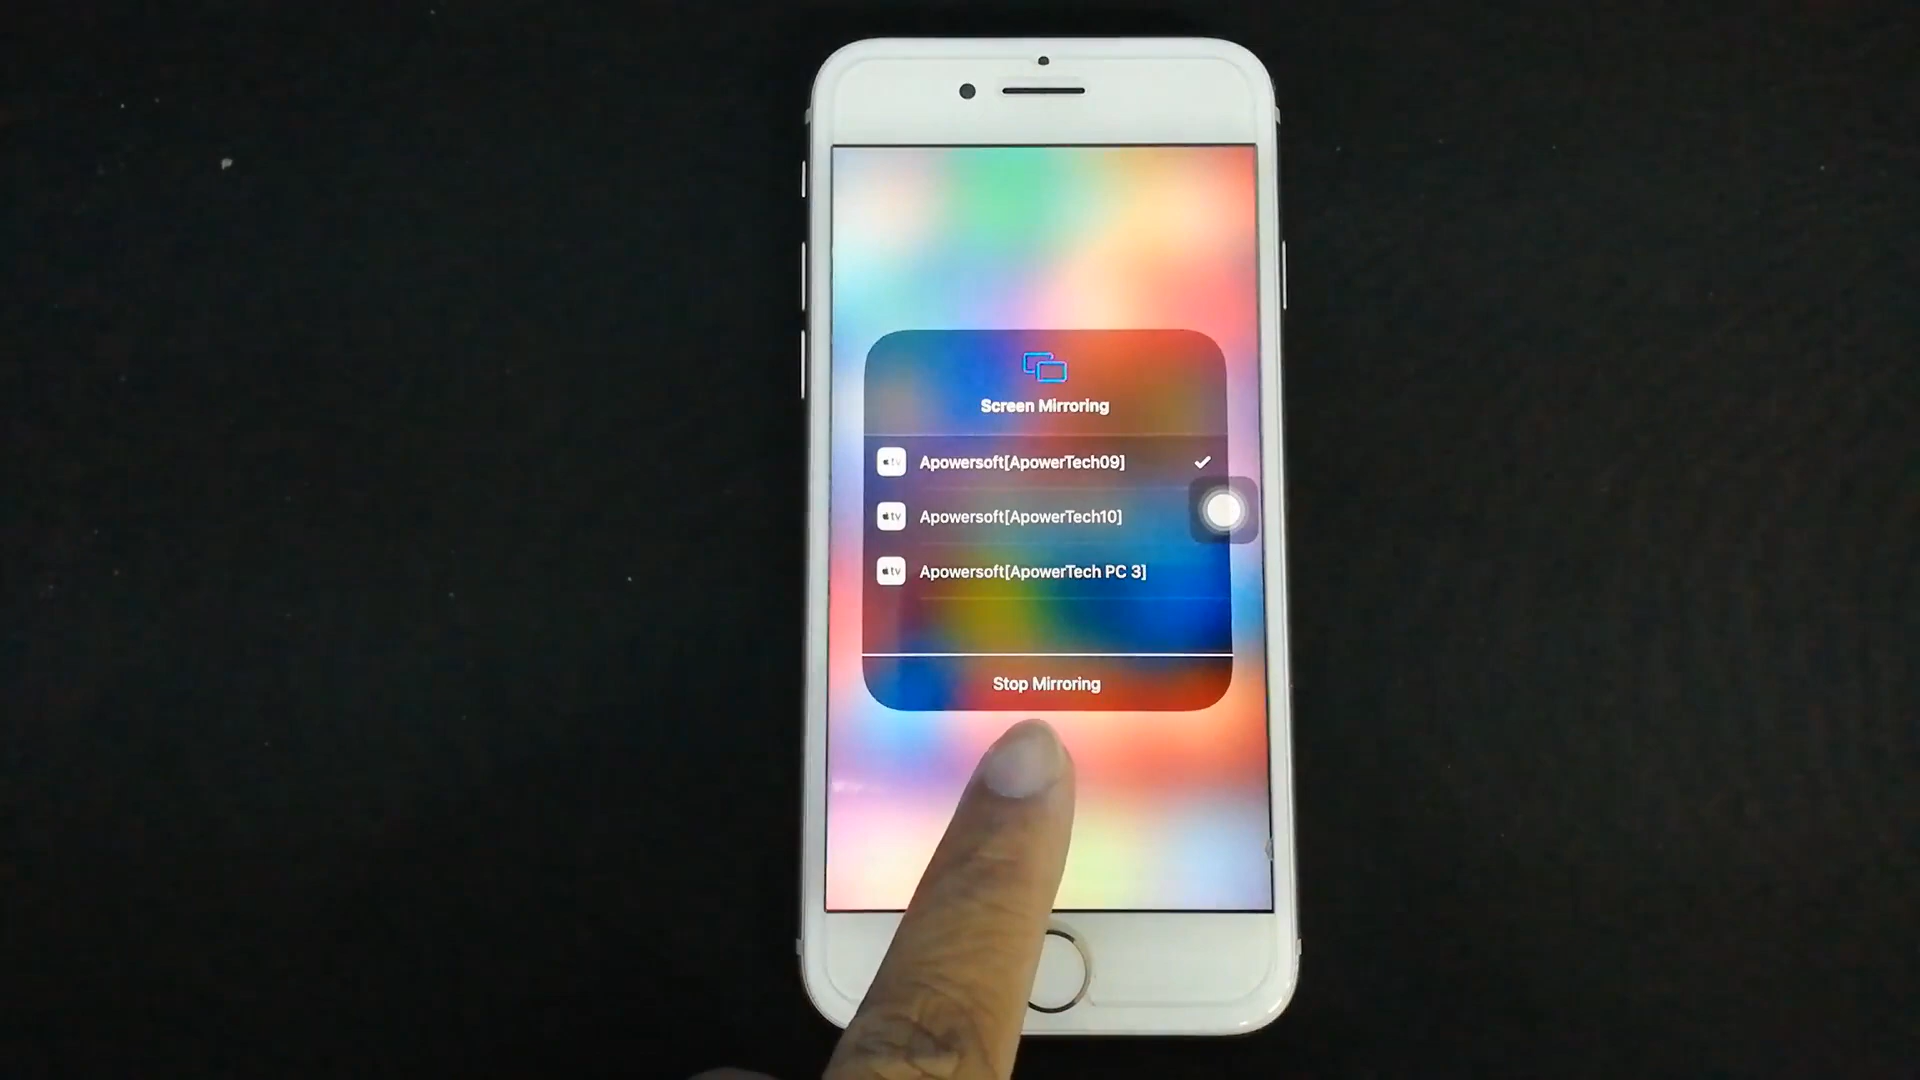 Screen Mirroring
tv Apowersoft[ApowerTech09]
tv Apowersoft[ApowerTech10]
tv Apowersoft[ApowerTech PC 3]
Stop Mirroring